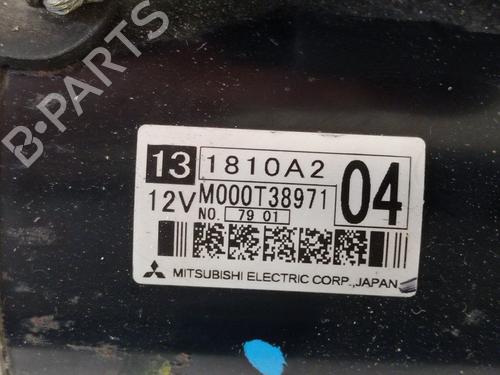 B-PARTS
13 1810A2
12V M000T38971 04
NO. 79 01
MITSUBISHI ELECTRIC CORP., JAPAN